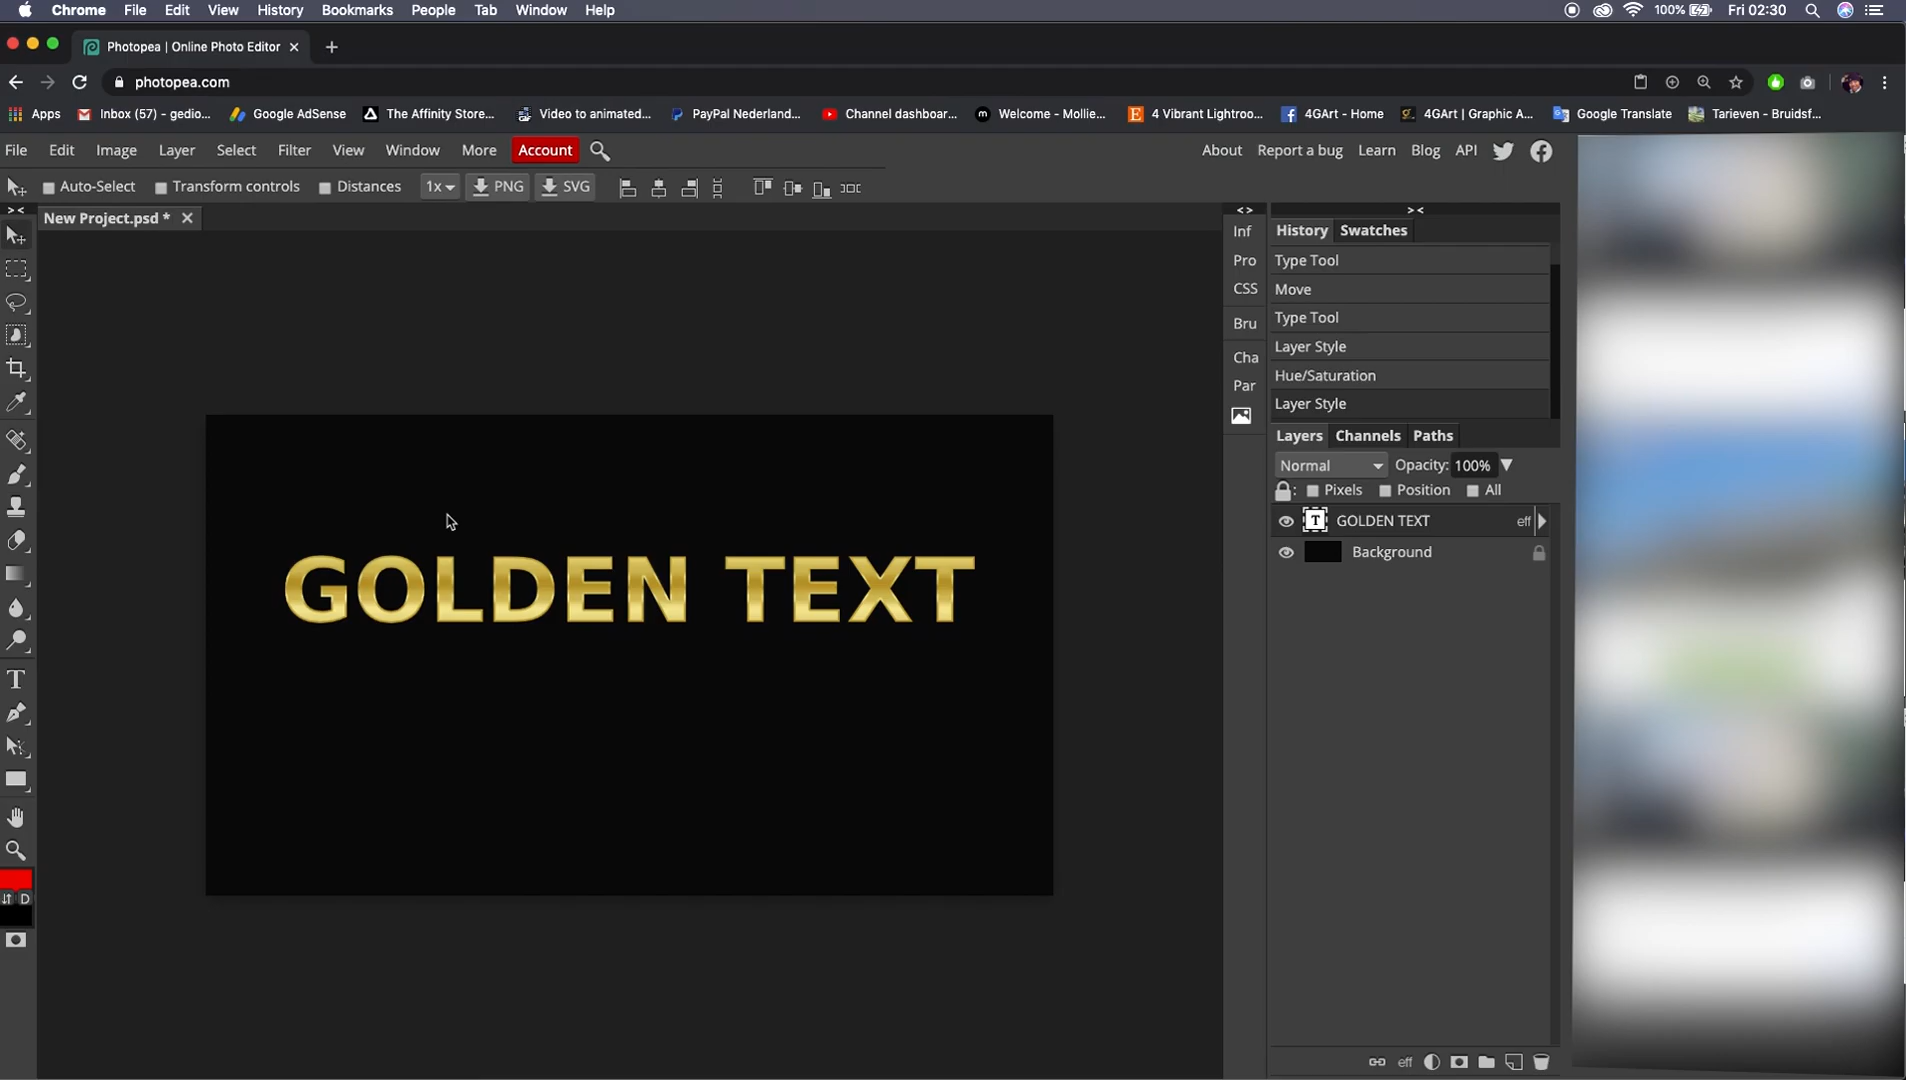 Chrome File Edit View History Bookmarks People Tab Window Help 100% Fri 02:30
Photopea | Online Photo Editor
photopea.com
Apps Inbox (57) - gedio... Google AdSense The Affinity Store... Video to animated... PayPal Nederland... Channel dashboar... Welcome - Mollie... 4 Vibrant Lightroo... 4GArt - Home 4GArt | Graphic A... Google Translate Tarieven - Bruidsf...
File Edit Image Layer Select Filter View Window More Account About Report a bug Learn Blog API
Auto-Select Transform controls Distances 1x PNG SVG
New Project.psd *
Inf
Pro
CSS
Bru
Cha
Par
History Swatches
Type Tool
Move
Type Tool
Layer Style
Hue/Saturation
Layer Style
Layers Channels Paths
Normal Opacity: 100%
Pixels Position All
T GOLDEN TEXT eff
Background
GOLDEN TEXT
T
D
eff